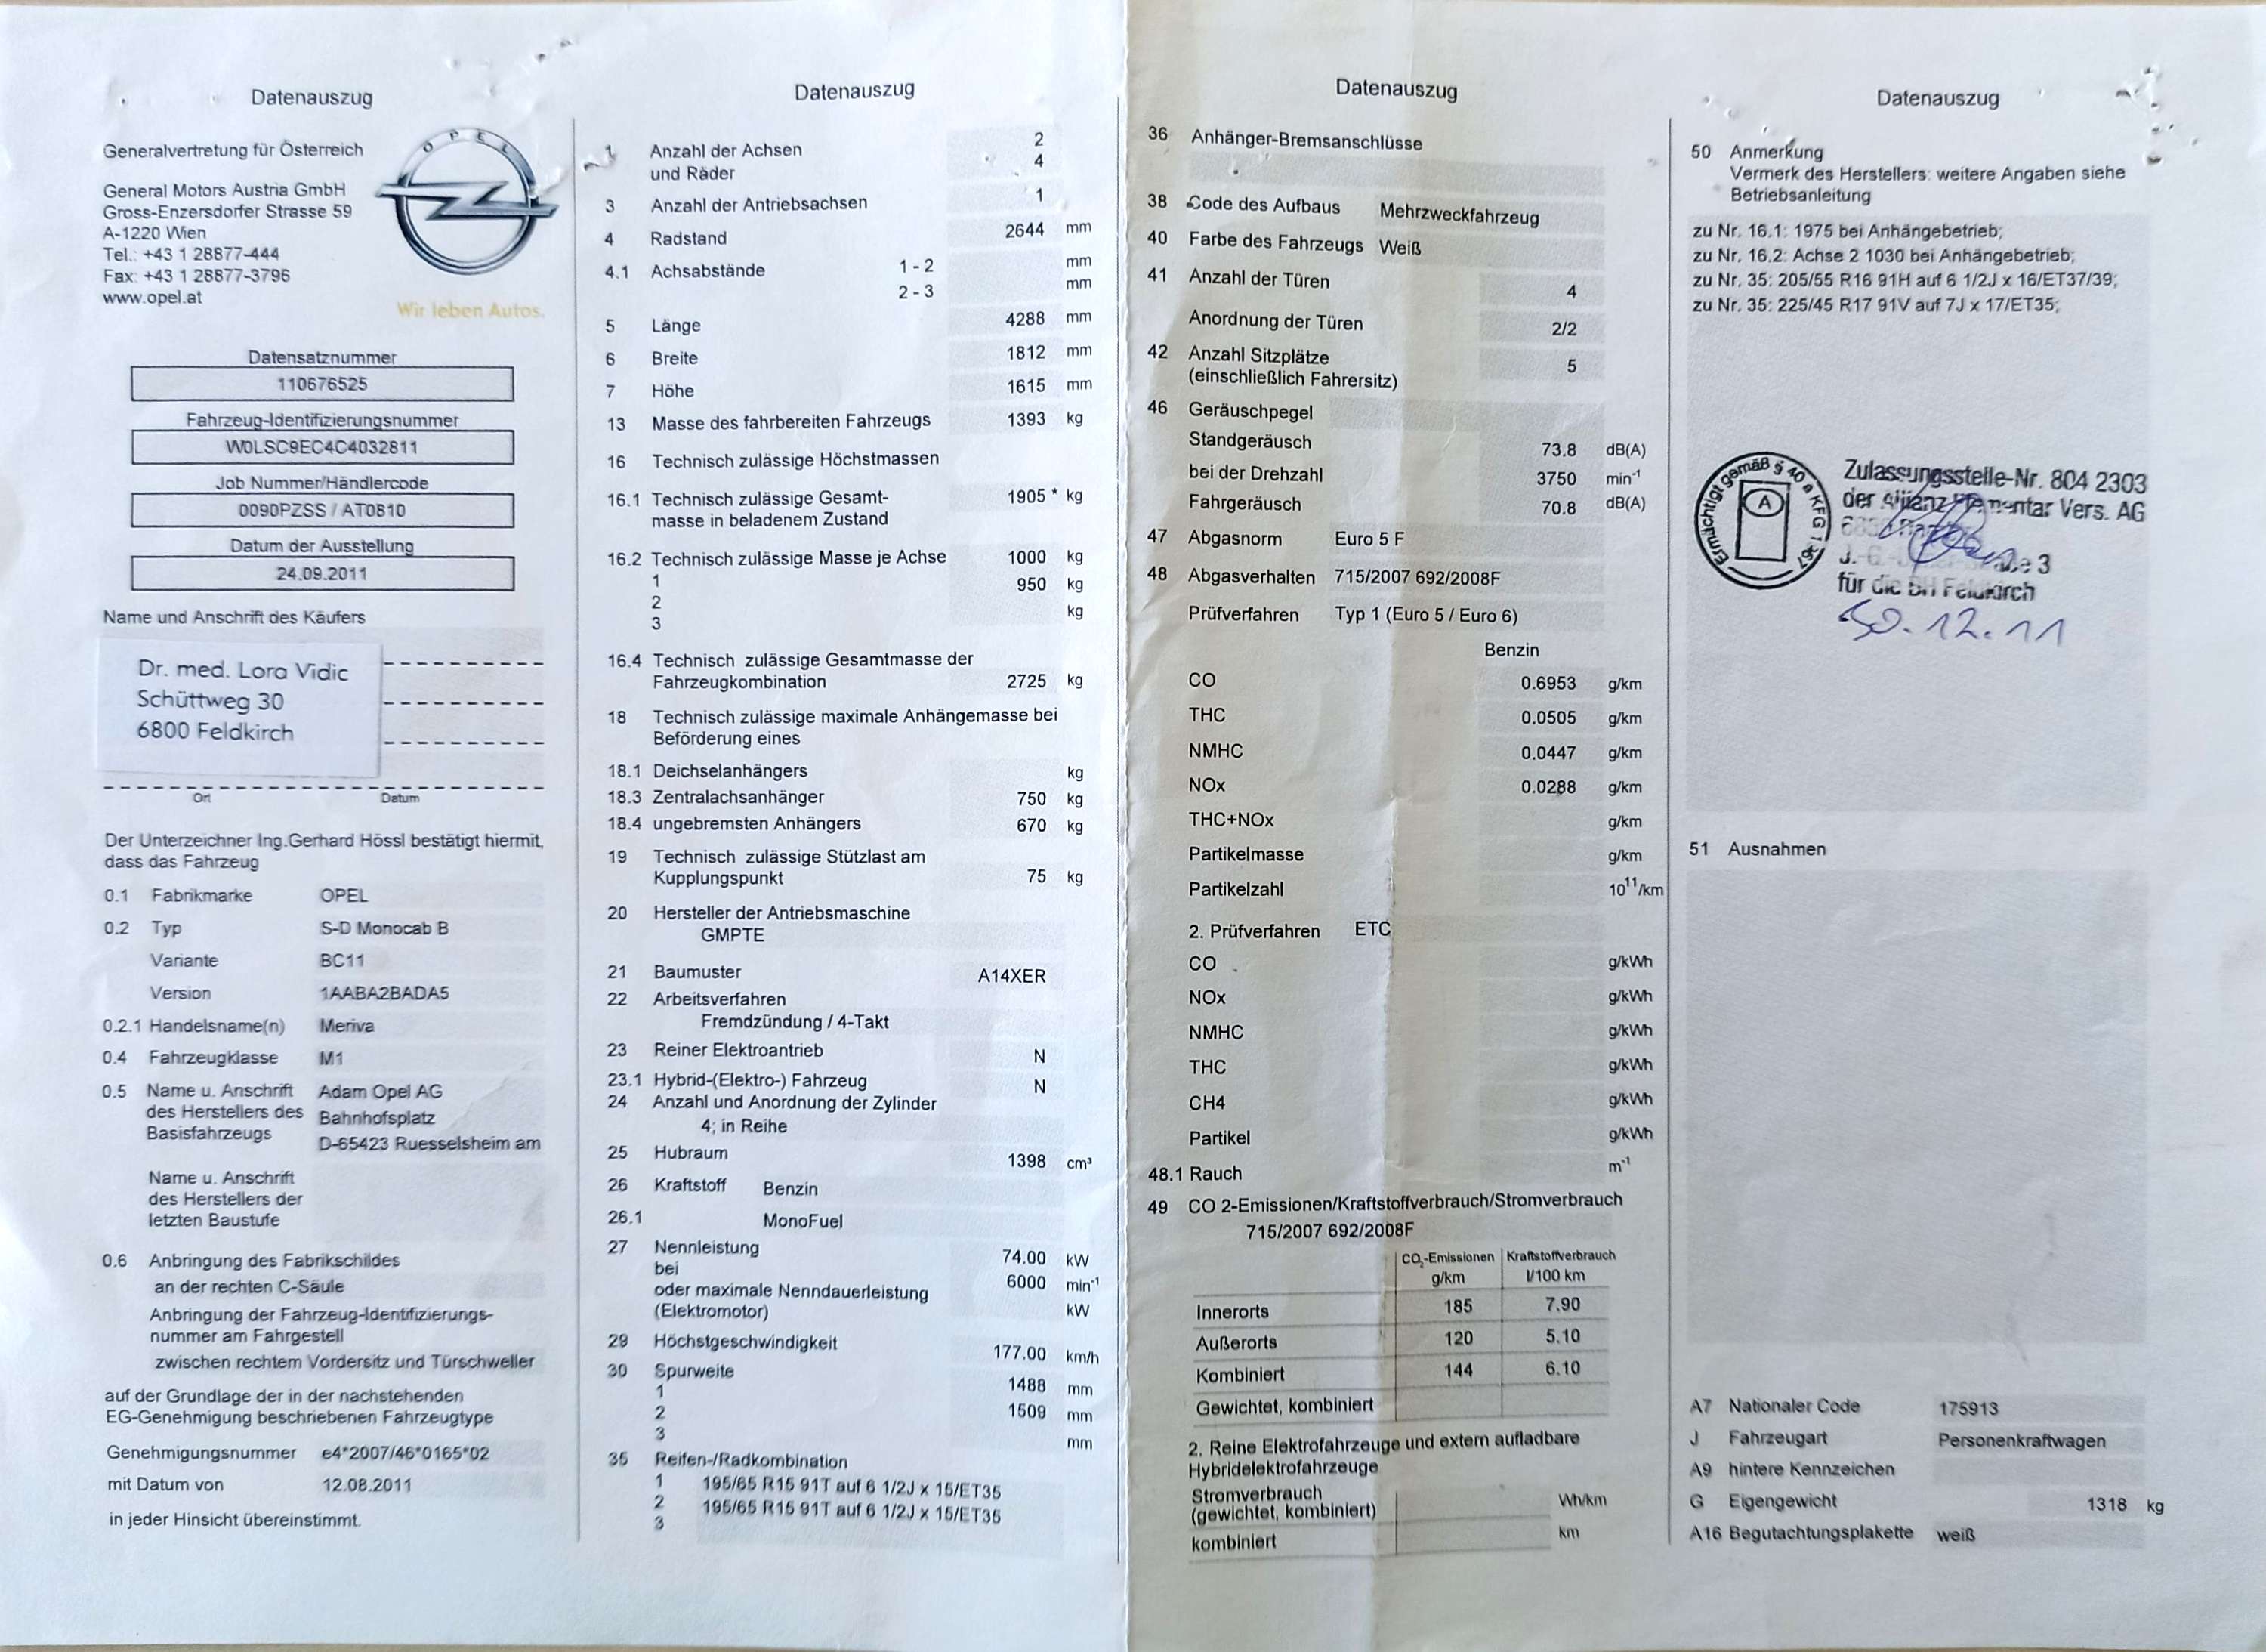 Datenauszug
Generalvertretung für Österreich
OPEL
General Motors Austria GmbH
Gross-Enzersdorfer Strasse 59
A-1220 Wien
Tel.: +43 1 28877-444
Fax: +43 1 28877-3796
www.opel.at
Wir leben Autos.
Datensatznummer
110676525
Fahrzeug-Identifizierungsnummer
W0LSC9EC4C4032811
Job Nummer/Händlercode
0090PZSS / AT0810
Datum der Ausstellung
24.09.2011
Name und Anschrift des Käufers
Dr. med. Lora Vidic
Schüttweg 30
6800 Feldkirch
Ort Datum
Der Unterzeichner Ing.Gerhard Hössl bestätigt hiermit,
dass das Fahrzeug
0.1 Fabrikmarke OPEL
0.2 Typ S-D Monocab B
Variante BC11
Version 1AABA2BADA5
0.2.1 Handelsname(n) Meriva
0.4 Fahrzeugklasse M1
0.5 Name u. Anschrift Adam Opel AG
des Herstellers des Bahnhofsplatz
Basisfahrzeugs D-65423 Ruesselsheim am
Name u. Anschrift
des Herstellers der
letzten Baustufe
0.6 Anbringung des Fabrikschildes
an der rechten C-Säule
Anbringung der Fahrzeug-Identifizierungs-
nummer am Fahrgestell
zwischen rechtem Vordersitz und Türschweller
auf der Grundlage der in der nachstehenden
EG-Genehmigung beschriebenen Fahrzeugtype
Genehmigungsnummer e4*2007/46*0165*02
mit Datum von 12.08.2011
in jeder Hinsicht übereinstimmt.
Datenauszug
1 Anzahl der Achsen 2
und Räder 4
3 Anzahl der Antriebsachsen 1
4 Radstand 2644 mm
4.1 Achsabstände 1 - 2 mm
2 - 3 mm
5 Länge 4288 mm
6 Breite 1812 mm
7 Höhe 1615 mm
13 Masse des fahrbereiten Fahrzeugs 1393 kg
16 Technisch zulässige Höchstmassen
16.1 Technisch zulässige Gesamt- 1905 * kg
masse in beladenem Zustand
16.2 Technisch zulässige Masse je Achse 1000 kg
1 950 kg
2 kg
3
16.4 Technisch zulässige Gesamtmasse der
Fahrzeugkombination 2725 kg
18 Technisch zulässige maximale Anhängemasse bei
Beförderung eines
18.1 Deichselanhängers kg
18.3 Zentralachsanhänger 750 kg
18.4 ungebremsten Anhängers 670 kg
19 Technisch zulässige Stützlast am
Kupplungspunkt 75 kg
20 Hersteller der Antriebsmaschine
GMPTE
21 Baumuster A14XER
22 Arbeitsverfahren
Fremdzündung / 4-Takt
23 Reiner Elektroantrieb N
23.1 Hybrid-(Elektro-) Fahrzeug N
24 Anzahl und Anordnung der Zylinder
4; in Reihe
25 Hubraum 1398 cm³
26 Kraftstoff Benzin
26.1 MonoFuel
27 Nennleistung 74.00 kW
bei 6000 min-1
oder maximale Nenndauerleistung
(Elektromotor) kW
29 Höchstgeschwindigkeit 177.00 km/h
30 Spurweite
1 1488 mm
2 1509 mm
3 mm
35 Reifen-/Radkombination
1 195/65 R15 91T auf 6 1/2J x 15/ET35
2 195/65 R15 91T auf 6 1/2J x 15/ET35
3
Datenauszug
36 Anhänger-Bremsanschlüsse
38 Code des Aufbaus Mehrzweckfahrzeug
40 Farbe des Fahrzeugs Weiß
41 Anzahl der Türen 4
Anordnung der Türen 2/2
42 Anzahl Sitzplätze 5
(einschließlich Fahrersitz)
46 Geräuschpegel
Standgeräusch 73.8 dB(A)
bei der Drehzahl 3750 min-1
Fahrgeräusch 70.8 dB(A)
47 Abgasnorm Euro 5 F
48 Abgasverhalten 715/2007 692/2008F
Prüfverfahren Typ 1 (Euro 5 / Euro 6)
Benzin
CO 0.6953 g/km
THC 0.0505 g/km
NMHC 0.0447 g/km
NOx 0.0288 g/km
THC+NOx g/km
Partikelmasse g/km
Partikelzahl 10¹¹/km
2. Prüfverfahren ETC
CO g/kWh
NOx g/kWh
NMHC g/kWh
THC g/kWh
CH4 g/kWh
Partikel g/kWh
48.1 Rauch m-1
49 CO 2-Emissionen/Kraftstoffverbrauch/Stromverbrauch
715/2007 692/2008F
CO₂-Emissionen Kraftstoffverbrauch
g/km l/100 km
Innerorts 185 7.90
Außerorts 120 5.10
Kombiniert 144 6.10
Gewichtet, kombiniert
2. Reine Elektrofahrzeuge und extern aufladbare
Hybridelektrofahrzeuge
Stromverbrauch Wh/km
(gewichtet, kombiniert)
kombiniert km
Datenauszug
50 Anmerkung
Vermerk des Herstellers: weitere Angaben siehe
Betriebsanleitung
zu Nr. 16.1: 1975 bei Anhängebetrieb;
zu Nr. 16.2: Achse 2 1030 bei Anhängebetrieb;
zu Nr. 35: 205/55 R16 91H auf 6 1/2J x 16/ET37/39;
zu Nr. 35: 225/45 R17 91V auf 7J x 17/ET35;
Ermächtigt gemäß § 40 a KFG 1967
A
Zulassungsstelle-Nr. 804 2303
der Allianz Elementar Vers. AG
3
für die BH Feldkirch
30.12.11
51 Ausnahmen
A7 Nationaler Code 175913
J Fahrzeugart Personenkraftwagen
A9 hintere Kennzeichen
G Eigengewicht 1318 kg
A16 Begutachtungsplakette weiß